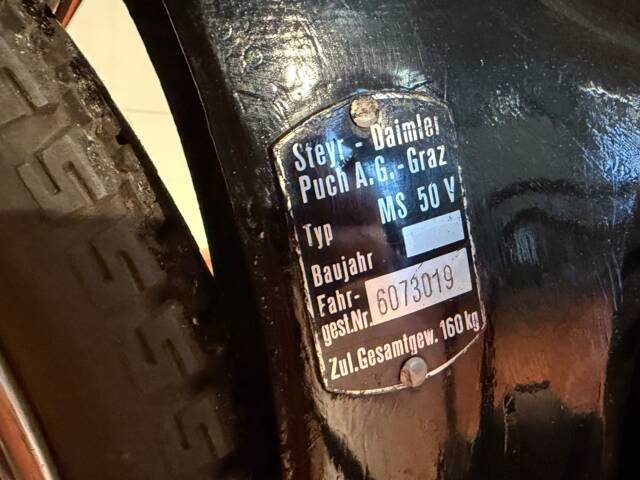 Steyr - Daimler
Puch A.G.-Graz
Typ MS 50 V
Baujahr
Fahr-
gest.Nr. 6073019
Zul.Gesamtgew. 160 kg